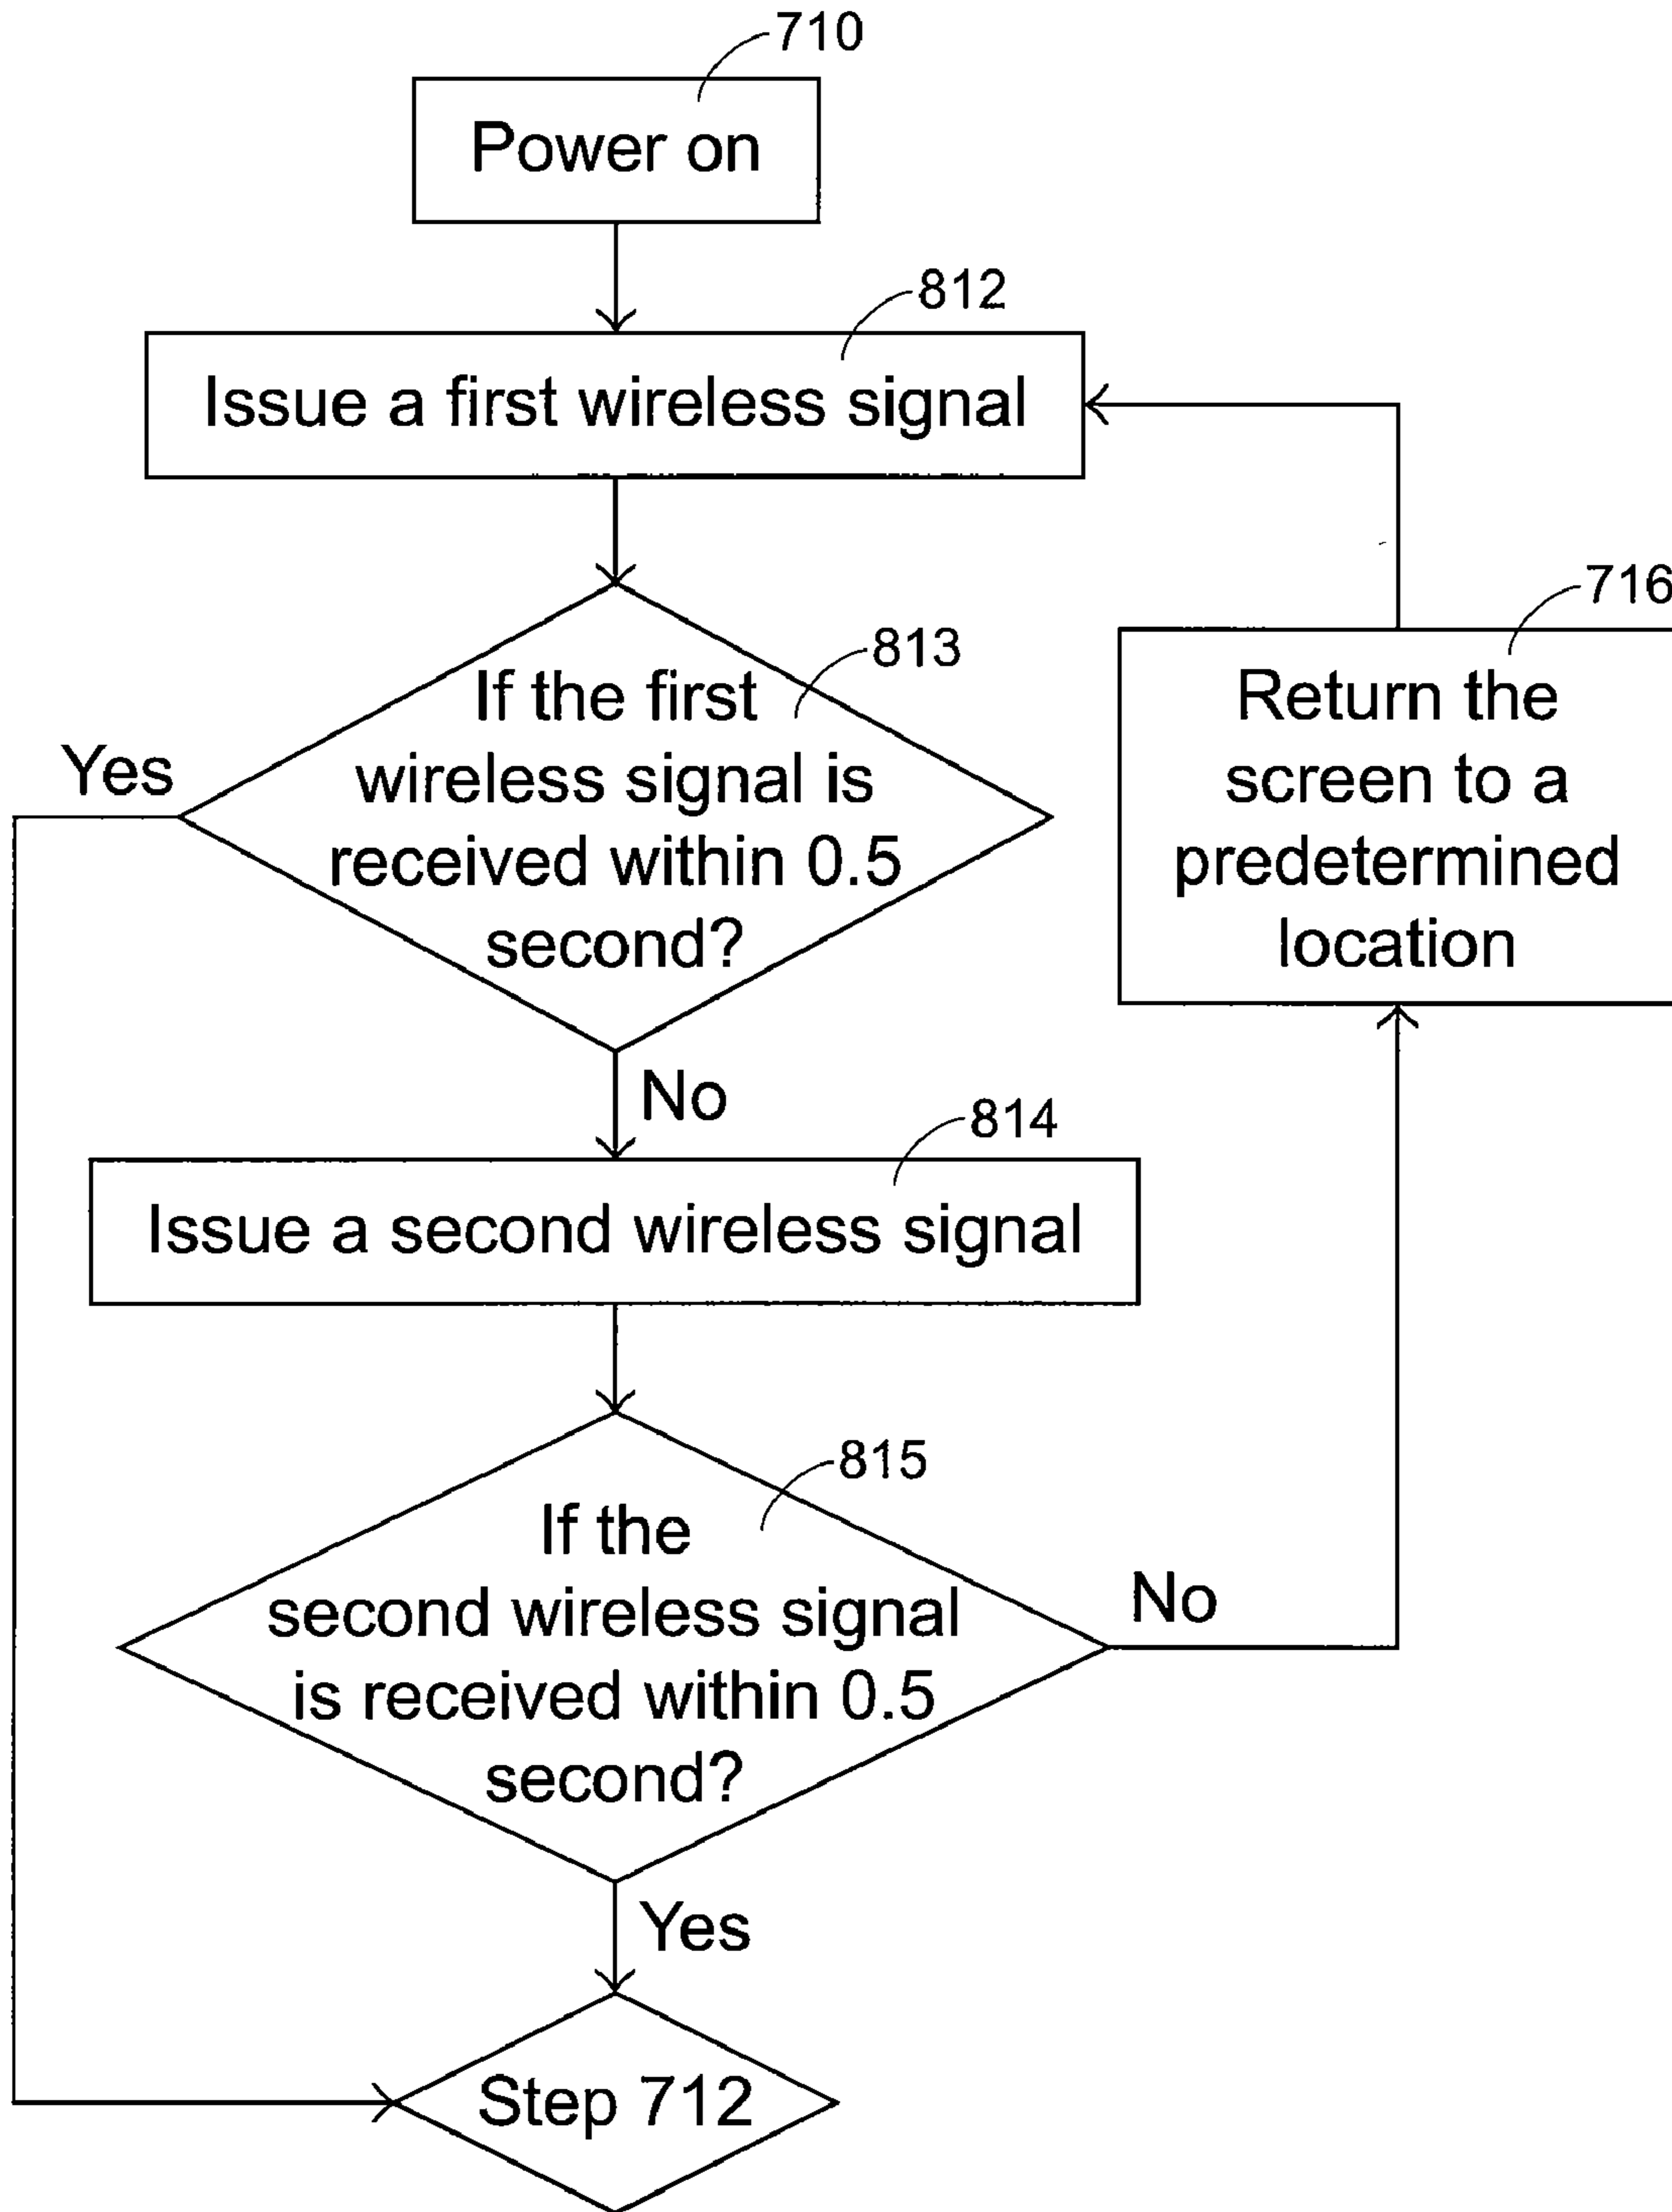 710
Power on
812
Issue a first wireless signal
813
If the first
wireless signal is
received within 0.5
second?
Yes
716
Return the
screen to a
predetermined
location
No
814
Issue a second wireless signal
815
If the
second wireless signal
is received within 0.5
second?
No
Yes
Step 712